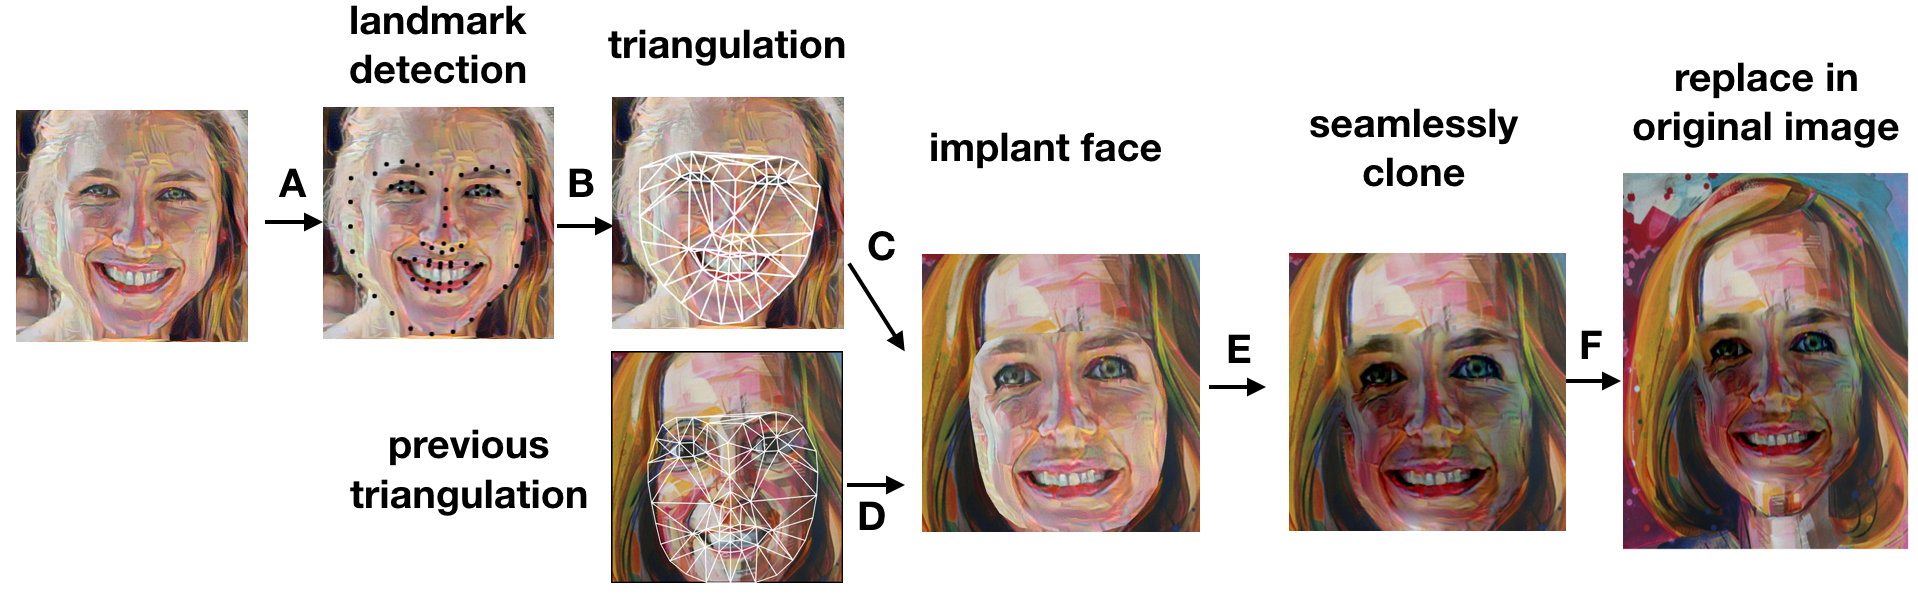 landmark
detection
triangulation
A
B
C
previous
triangulation
D
implant face
E
seamlessly
clone
F
replace in
original image